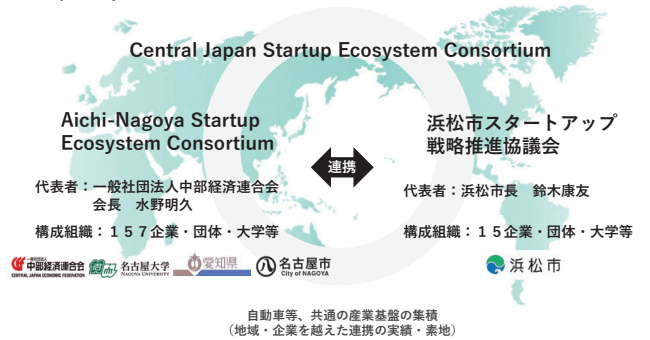 Central Japan Startup Ecosystem Consortium
Aichi-Nagoya Startup
Ecosystem Consortium
代表者：一般社団法人中部経済連合会
会長　水野明久
構成組織：１５７企業・団体・大学等
連携
浜松市スタートアップ
戦略推進協議会
代表者：浜松市長　鈴木康友
構成組織：１５企業・団体・大学等
一般社団法人
中部経済連合会
CENTRAL JAPAN ECONOMIC FEDERATION
名古屋大学
NAGOYA UNIVERSITY
愛知県
名古屋市
City of NAGOYA
浜松市
自動車等、共通の産業基盤の集積
（地域・企業を越えた連携の実績・素地）